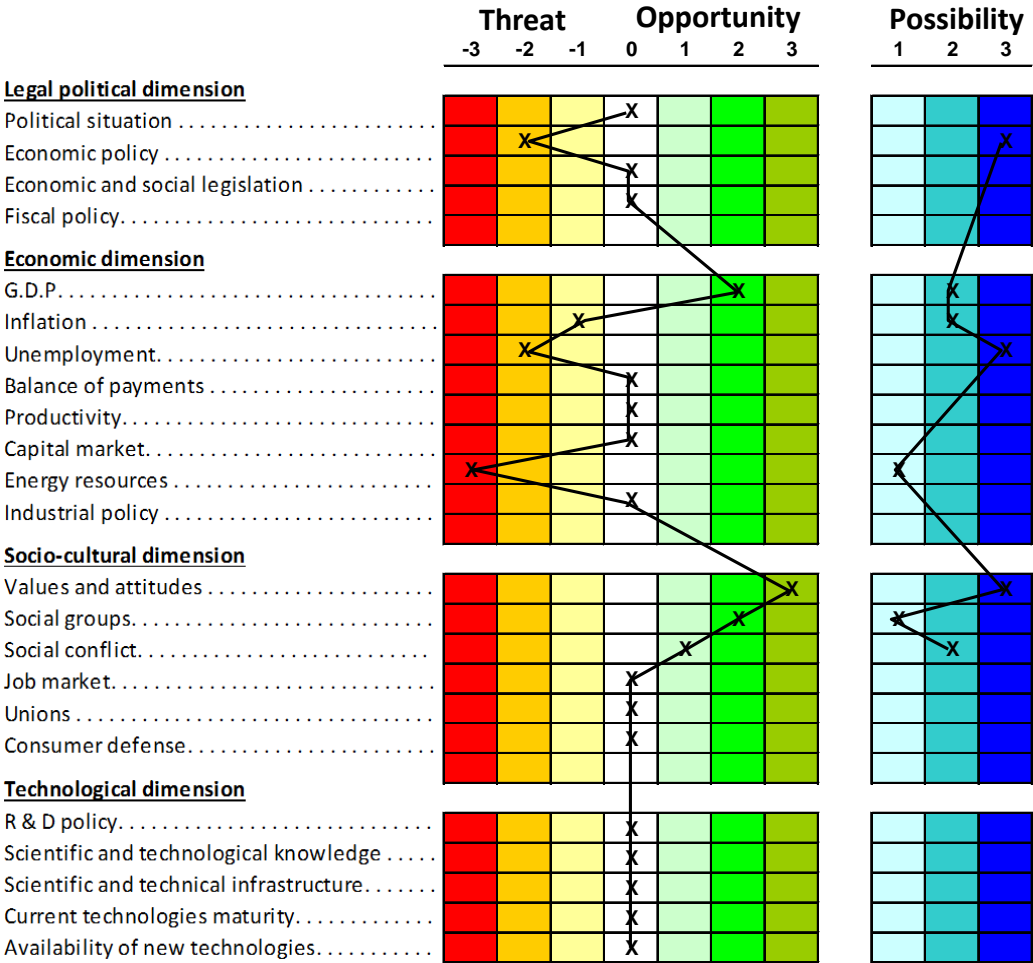 Threat Opportunity Possibility
-3 -2 -1 0 1 2 3 1 2 3
Legal political dimension
Political situation . . . . . . . . . . . . . . . . . . . . . . . . X
Economic policy . . . . . . . . . . . . . . . . . . . . . . . . . X X
Economic and social legislation . . . . . . . . . . . . X
Fiscal policy. . . . . . . . . . . . . . . . . . . . . . . . . . . . . X
Economic dimension
G.D.P. . . . . . . . . . . . . . . . . . . . . . . . . . . . . . . . . . . X X
Inflation . . . . . . . . . . . . . . . . . . . . . . . . . . . . . . . . X X
Unemployment. . . . . . . . . . . . . . . . . . . . . . . . . . X X
Balance of payments . . . . . . . . . . . . . . . . . . . . . X
Productivity. . . . . . . . . . . . . . . . . . . . . . . . . . . . . X
Capital market. . . . . . . . . . . . . . . . . . . . . . . . . . . X
Energy resources . . . . . . . . . . . . . . . . . . . . . . . . X X
Industrial policy . . . . . . . . . . . . . . . . . . . . . . . . . X
Socio-cultural dimension
Values and attitudes . . . . . . . . . . . . . . . . . . . . . X X
Social groups. . . . . . . . . . . . . . . . . . . . . . . . . . . . X X
Social conflict. . . . . . . . . . . . . . . . . . . . . . . . . . . X X
Job market. . . . . . . . . . . . . . . . . . . . . . . . . . . . . . X
Unions . . . . . . . . . . . . . . . . . . . . . . . . . . . . . . . . . X
Consumer defense. . . . . . . . . . . . . . . . . . . . . . . X
Technological dimension
R & D policy. . . . . . . . . . . . . . . . . . . . . . . . . . . . . X
Scientific and technological knowledge . . . . . X
Scientific and technical infrastructure. . . . . . . X
Current technologies maturity. . . . . . . . . . . . . X
Availability of new technologies. . . . . . . . . . . X